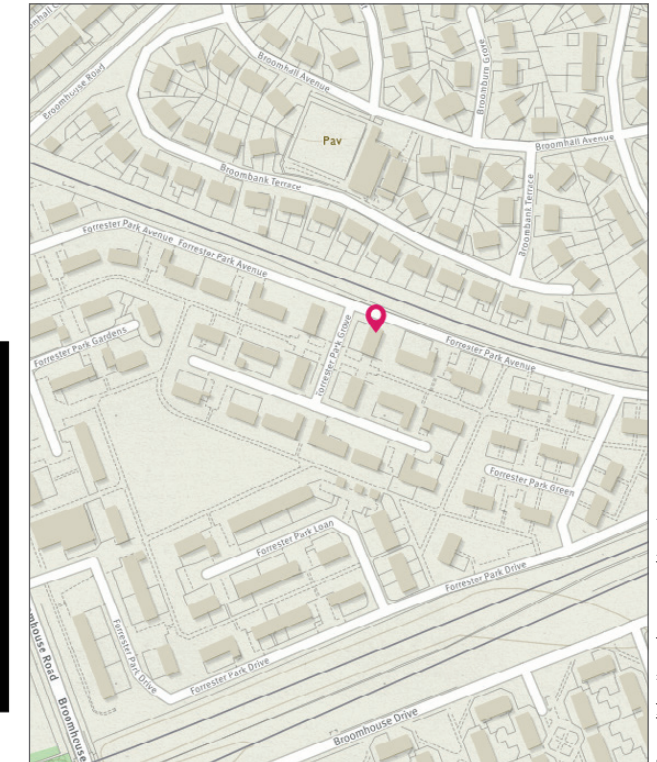 Broomhouse Road
Broomhall Avenue
Broomburn Grove
Pav
Broomhall Avenue
Broombank Terrace
Broombank Terrace
Forrester Park Avenue
Forrester Park Avenue
Forrester Park Grove
Forrester Park Avenue
Forrester Park Gardens
Forrester Park Green
Forrester Park Loan
Forrester Park Drive
Forrester Park Drive
Forrester Park Drive
Broomhouse Drive
Broomhouse